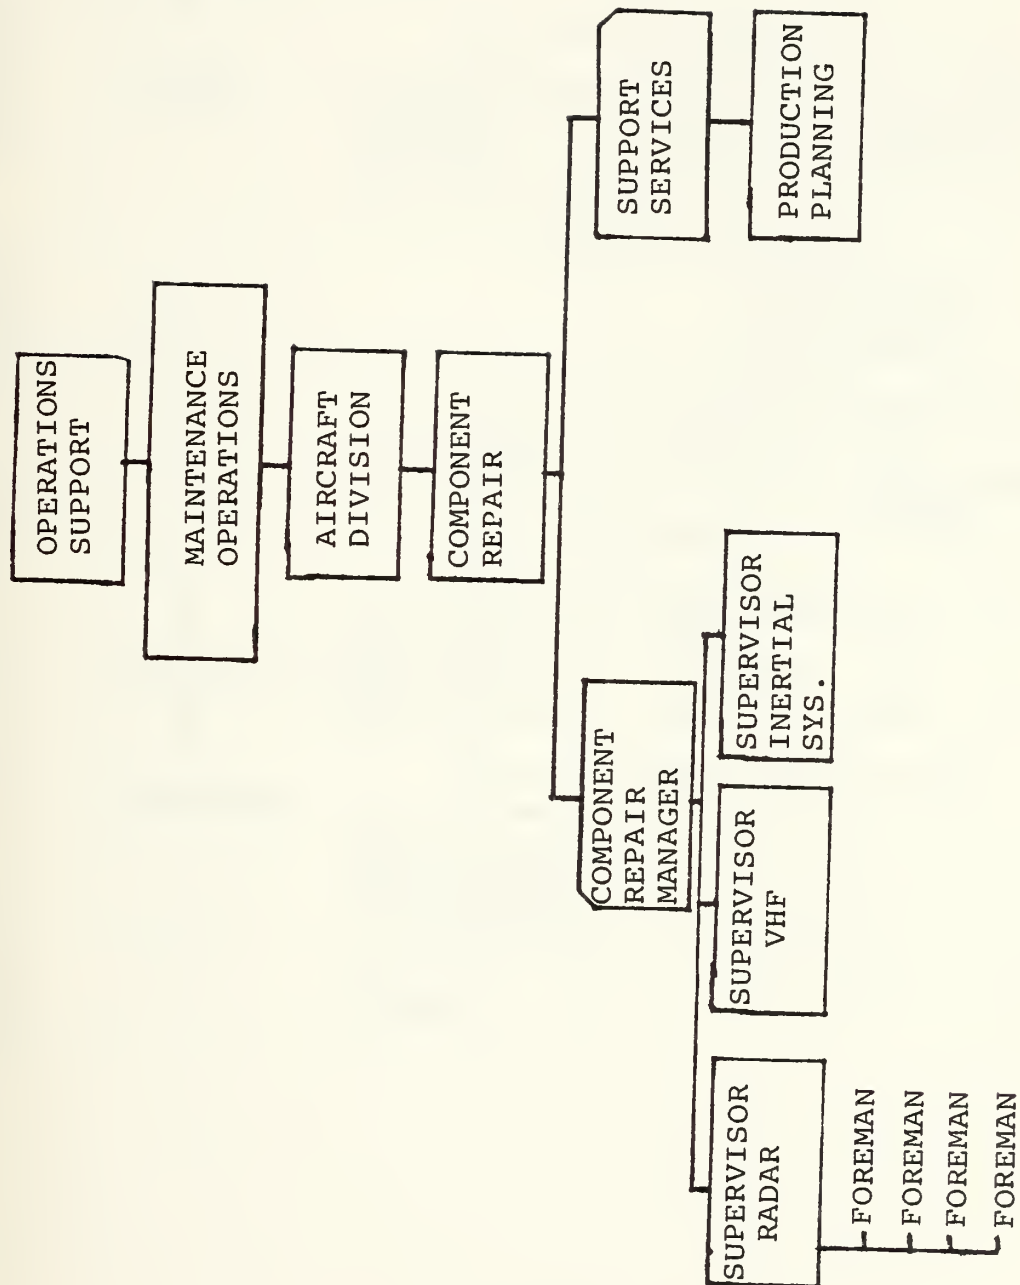 OPERATIONS
SUPPORT
MAINTENANCE
OPERATIONS
AIRCRAFT
DIVISION
COMPONENT
REPAIR
COMPONENT
REPAIR
MANAGER
SUPPORT
SERVICES
SUPERVISOR
RADAR
SUPERVISOR
VHF
SUPERVISOR
INERTIAL
SYS.
PRODUCTION
PLANNING
FOREMAN
FOREMAN
FOREMAN
FOREMAN